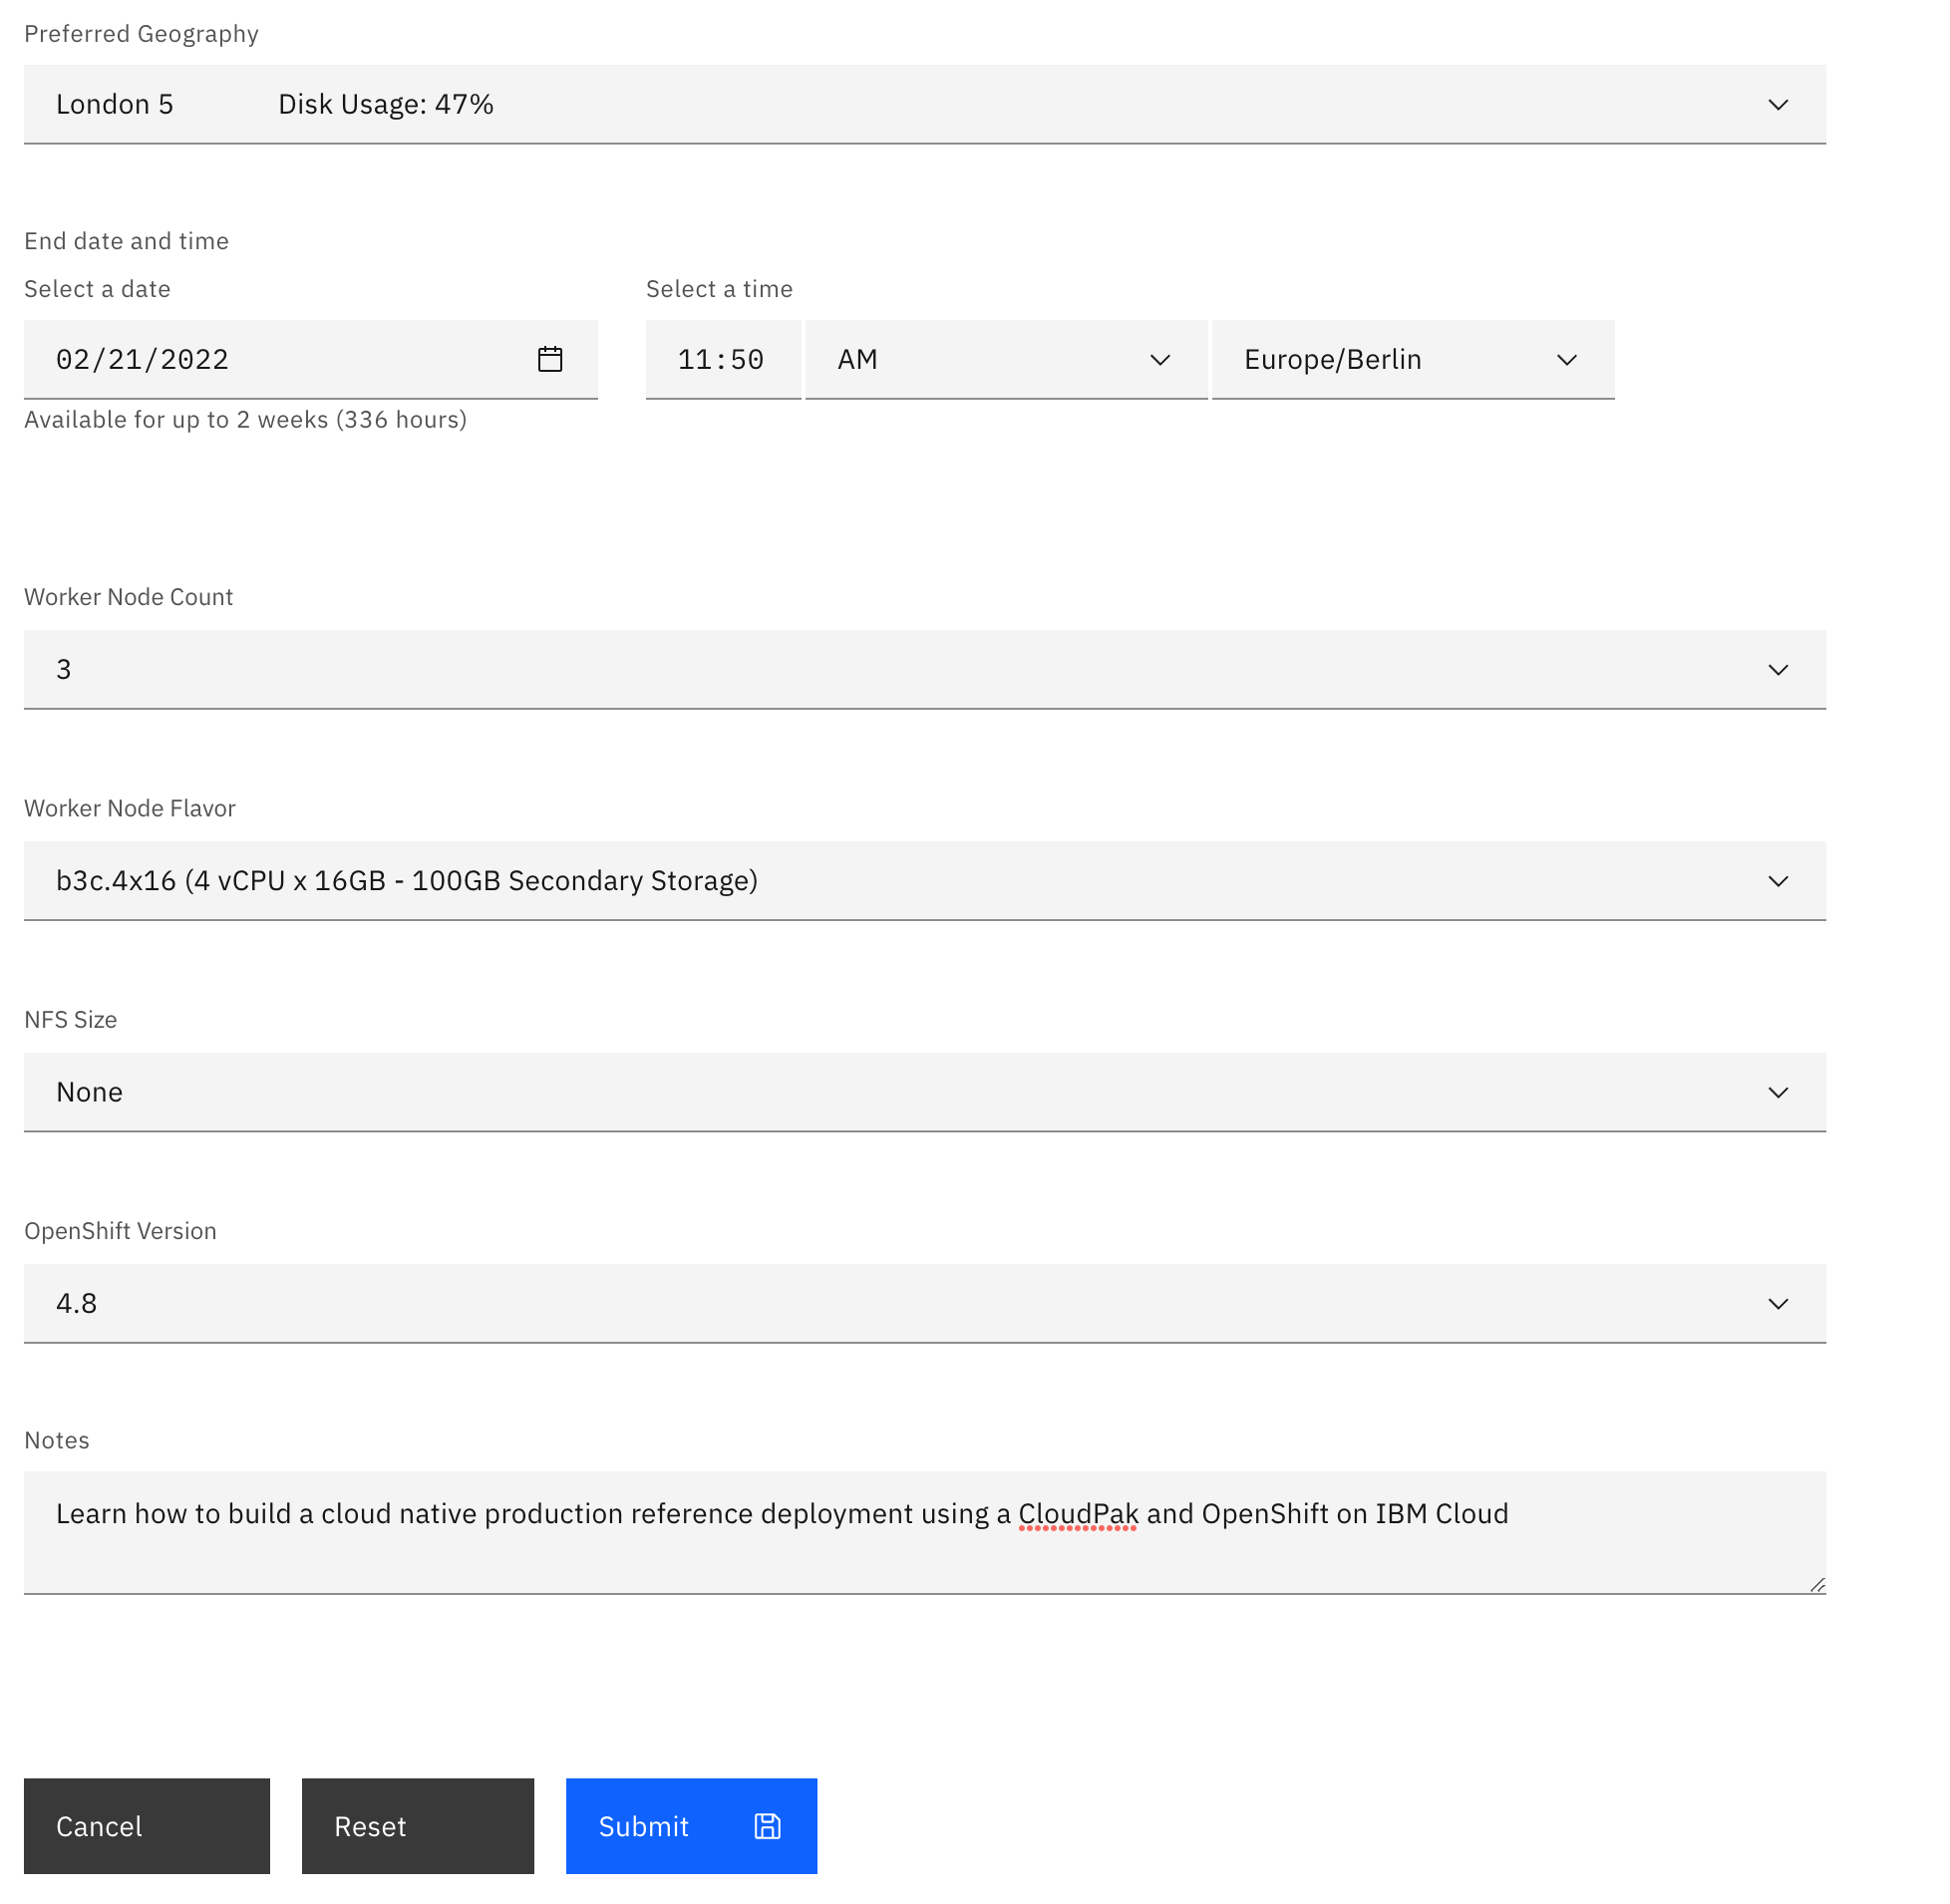 Preferred Geography
London 5 Disk Usage: 47%
End date and time
Select a date Select a time
02/21/2022 11:50 AM Europe/Berlin
Available for up to 2 weeks (336 hours)
Worker Node Count
3
Worker Node Flavor
b3c.4x16 (4 vCPU x 16GB - 100GB Secondary Storage)
NFS Size
None
OpenShift Version
4.8
Notes
Learn how to build a cloud native production reference deployment using a CloudPak and OpenShift on IBM Cloud
Cancel Reset Submit